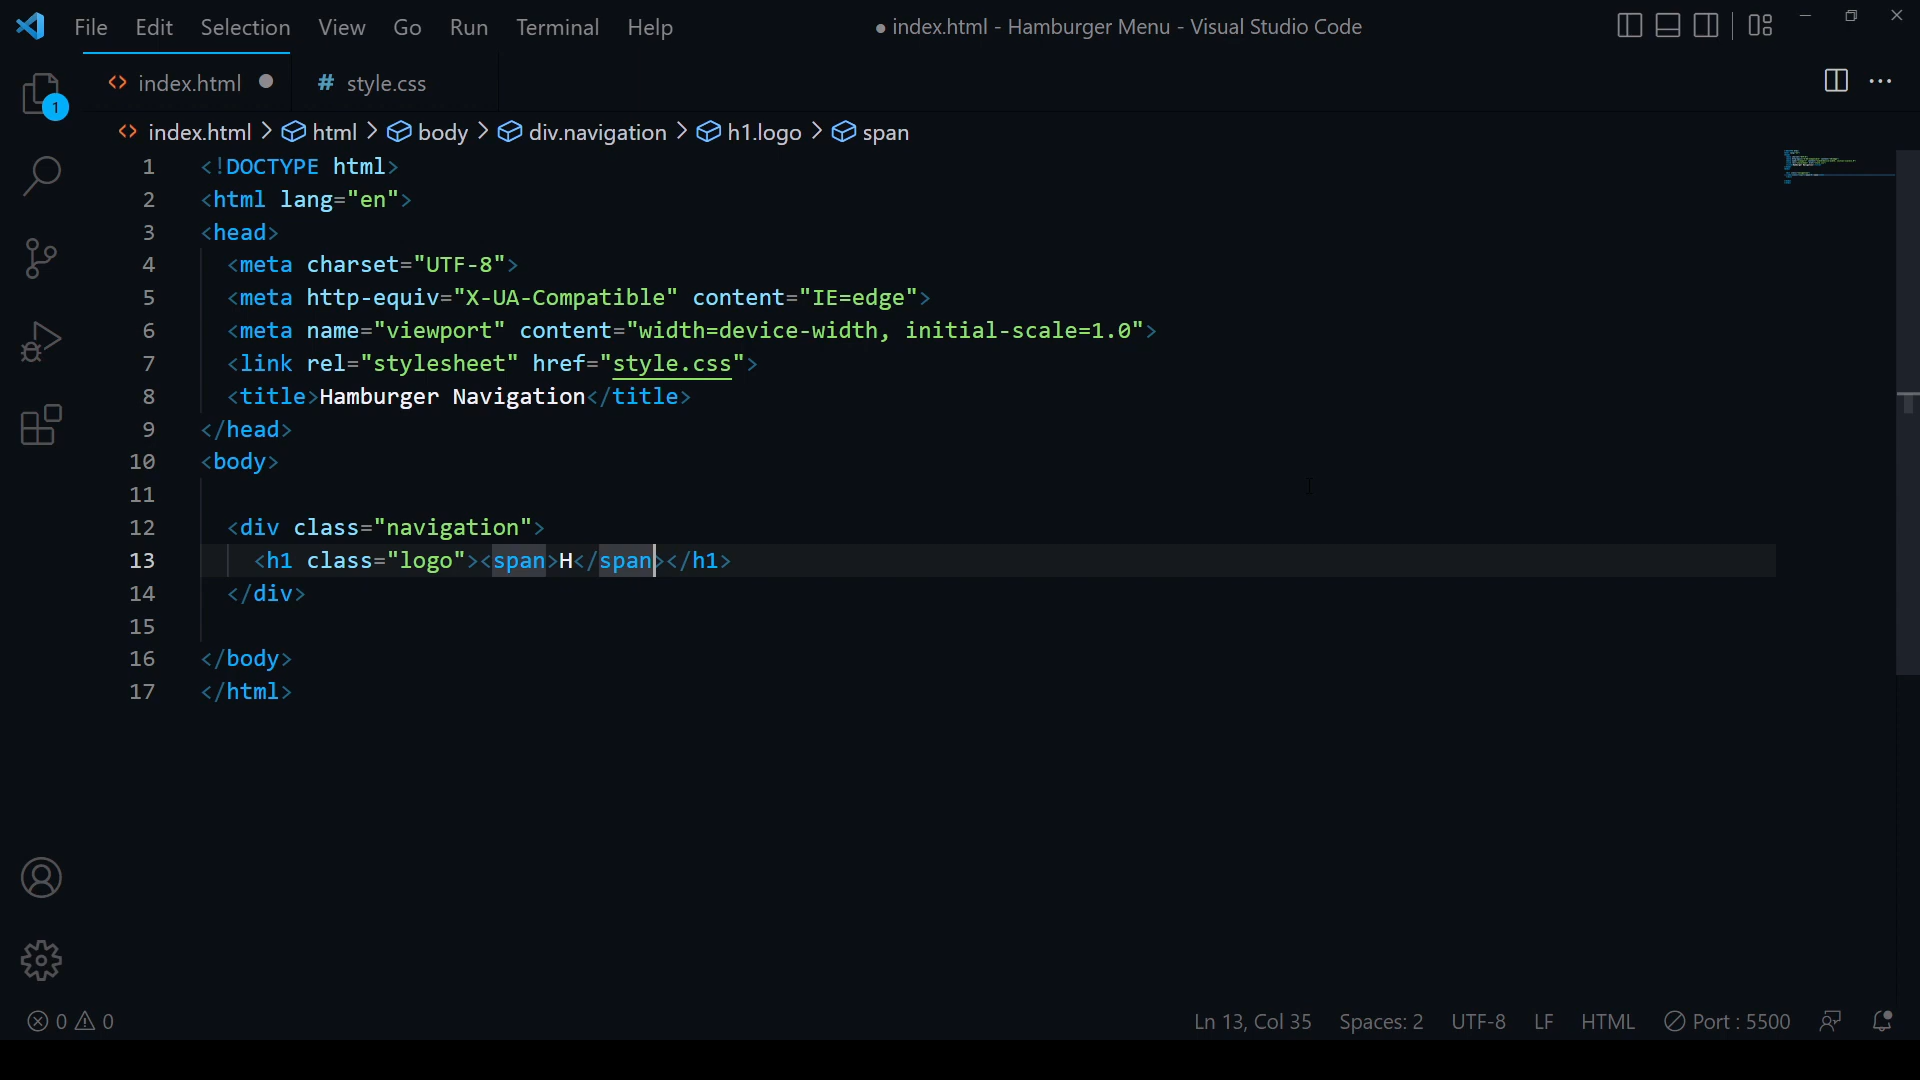 File Edit Selection View Go Run Terminal Help ● index.html - Hamburger Menu - Visual Studio Code
<> index.html ● # style.css
1
<> index.html > html > body > div.navigation > h1.logo > span
1 <!DOCTYPE html>
2 <html lang="en">
3 <head>
4   <meta charset="UTF-8">
5   <meta http-equiv="X-UA-Compatible" content="IE=edge">
6   <meta name="viewport" content="width=device-width, initial-scale=1.0">
7   <link rel="stylesheet" href="style.css">
8   <title>Hamburger Navigation</title>
9 </head>
10 <body>
11
12   <div class="navigation">
13     <h1 class="logo"><span>H</span></h1>
14   </div>
15
16 </body>
17 </html>
0 0 Ln 13, Col 35 Spaces: 2 UTF-8 LF HTML Port : 5500